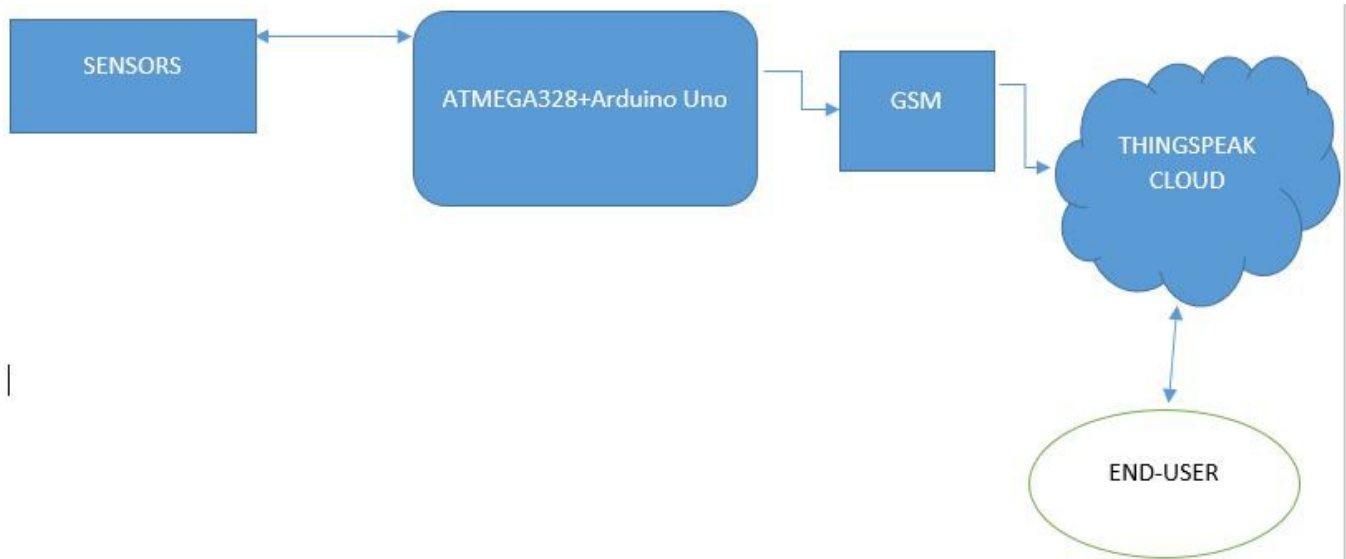 SENSORS
ATMEGA328+Arduino Uno
GSM
THINGSPEAK
CLOUD
END-USER